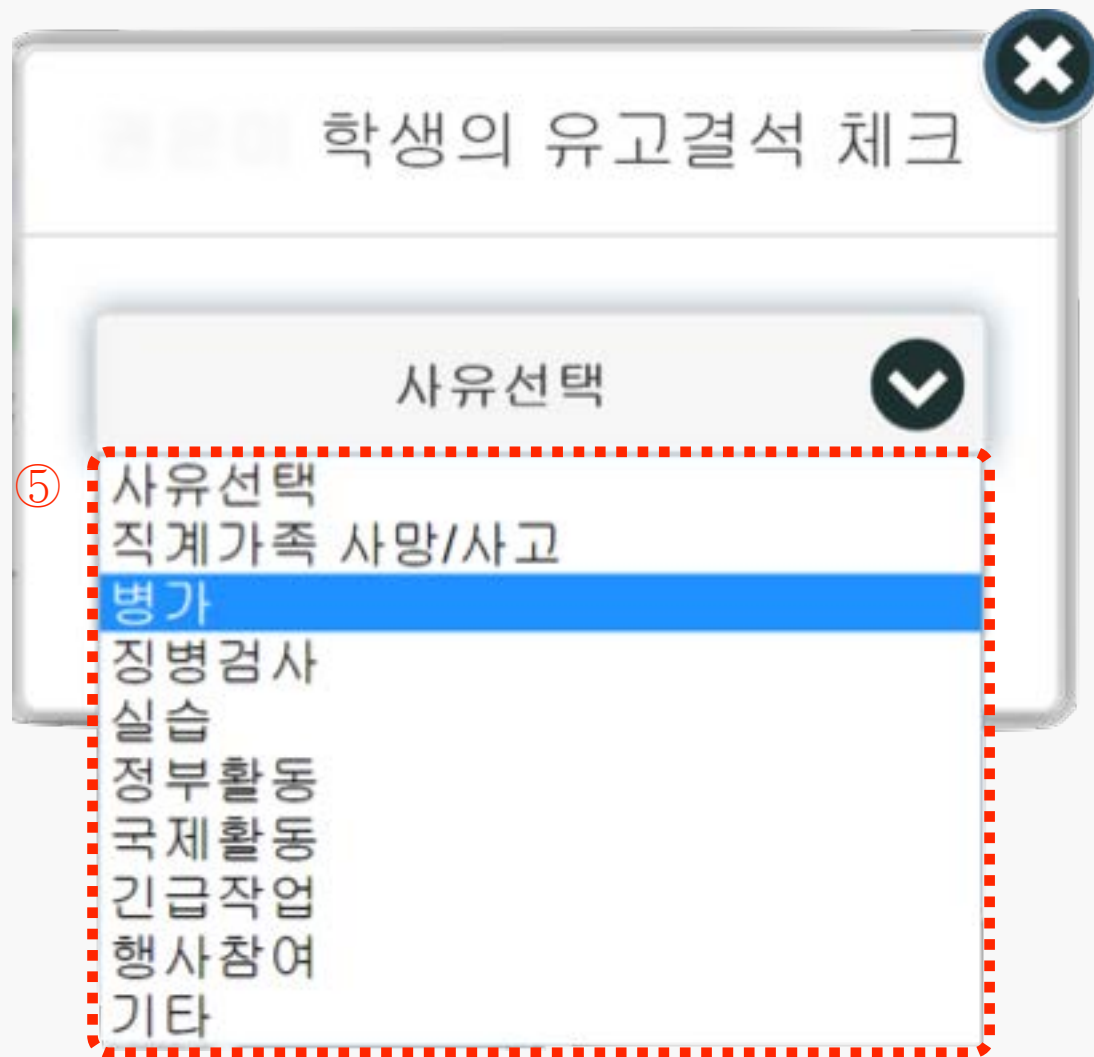 학생의 유고결석 체크
사유선택
⑤
사유선택
직계가족 사망/사고
병가
징병검사
실습
정부활동
국제활동
긴급작업
행사참여
기타